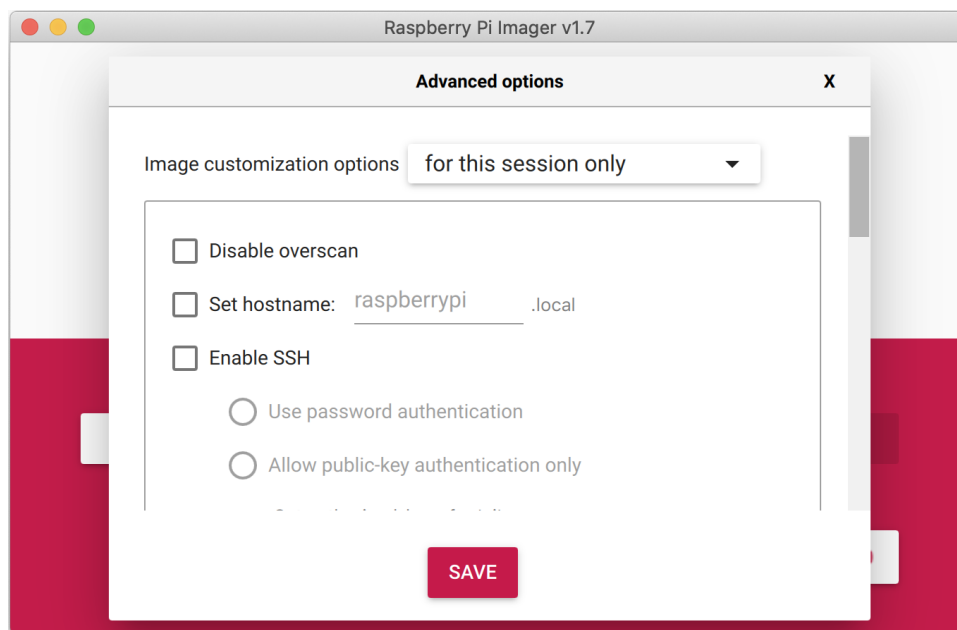 Raspberry Pi Imager v1.7
Advanced options X
Image customization options for this session only
Disable overscan
Set hostname: raspberrypi .local
Enable SSH
Use password authentication
Allow public-key authentication only
SAVE